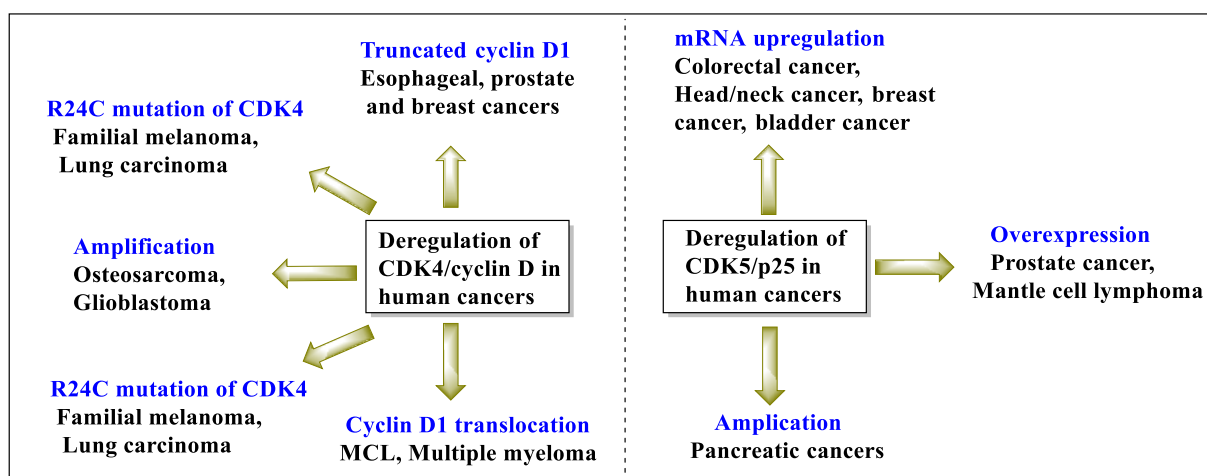 Truncated cyclin D1
Esophageal, prostate
and breast cancers
R24C mutation of CDK4
Familial melanoma,
Lung carcinoma
Amplification
Osteosarcoma,
Glioblastoma
Deregulation of
CDK4/cyclin D in
human cancers
R24C mutation of CDK4
Familial melanoma,
Lung carcinoma
Cyclin D1 translocation
MCL, Multiple myeloma
mRNA upregulation
Colorectal cancer,
Head/neck cancer, breast
cancer, bladder cancer
Deregulation of
CDK5/p25 in
human cancers
Overexpression
Prostate cancer,
Mantle cell lymphoma
Amplication
Pancreatic cancers